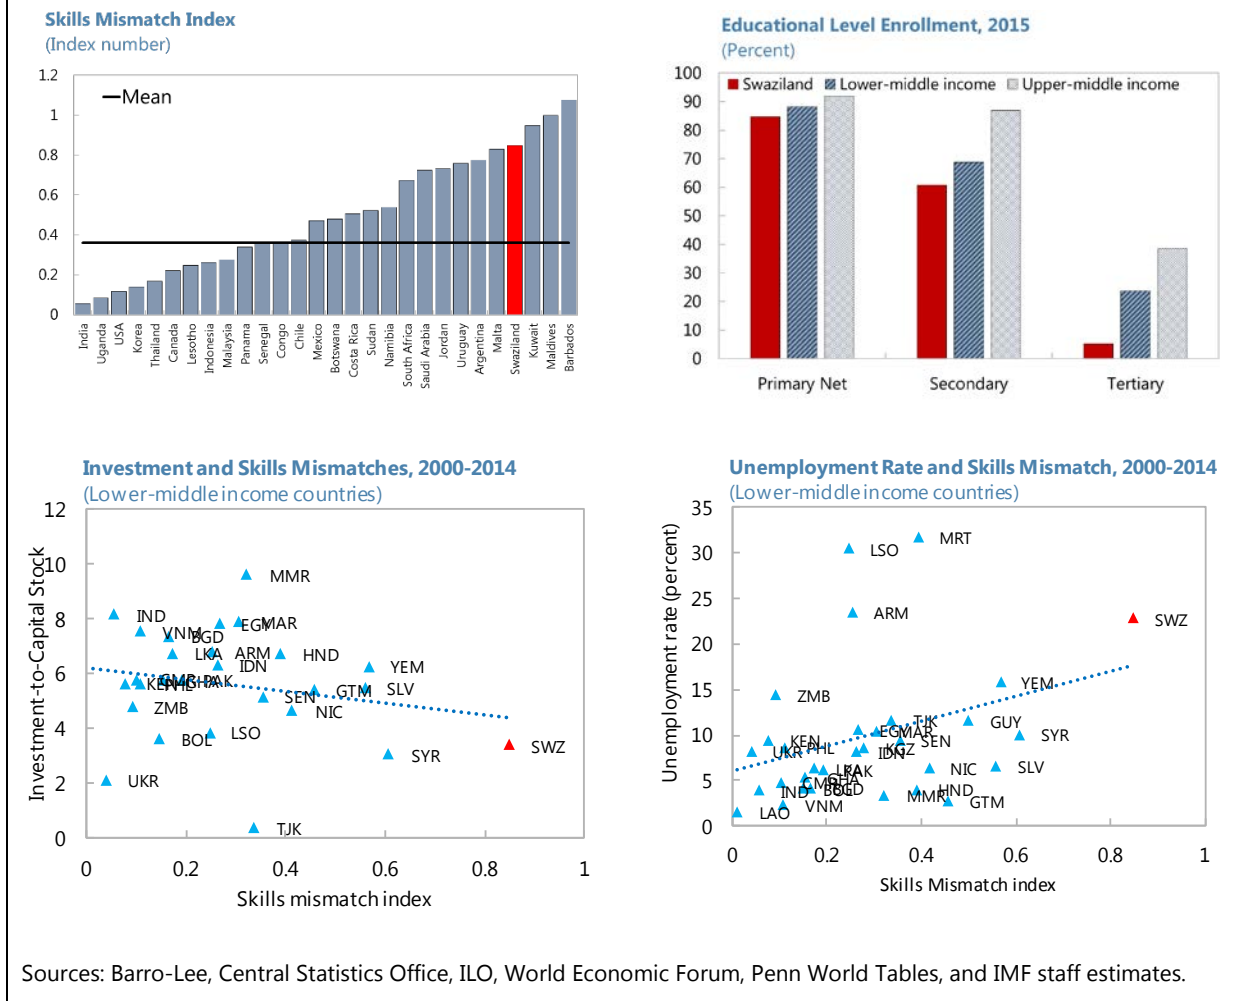 Skills Mismatch Index
(Index number)
1.2
1
0.8
0.6
0.4
0.2
0
Mean
India
Uganda
USA
Korea
Thailand
Canada
Lesotho
Indonesia
Malaysia
Panama
Senegal
Congo
Chile
Mexico
Botswana
Costa Rica
Sudan
Namibia
South Africa
Saudi Arabia
Jordan
Uruguay
Argentina
Malta
Swaziland
Kuwait
Maldives
Barbados
Educational Level Enrollment, 2015
(Percent)
100
90
80
70
60
50
40
30
20
10
0
Swaziland Lower-middle income Upper-middle income
Primary Net Secondary Tertiary
Investment and Skills Mismatches, 2000-2014
(Lower-middle income countries)
Investment-to-Capital Stock
12
10
8
6
4
2
0
MMR
IND
VNM
BGD
EGY
MAR
LKA
ARM
IDN
HND
YEM
KEN
CMR
PHL
GHA
PAK
SEN
GTM
SLV
NIC
ZMB
BOL
LSO
SYR
SWZ
UKR
TJK
0 0.2 0.4 0.6 0.8 1
Skills mismatch index
Unemployment Rate and Skills Mismatch, 2000-2014
(Lower-middle income countries)
Unemployment rate (percent)
35
30
25
20
15
10
5
0
LSO
MRT
ARM
SWZ
ZMB
YEM
TJK
GUY
KEN
EGY
MAR
SEN
SYR
UKR
PHL
IDN
KGZ
LKA
PAK
NIC
SLV
GHA
CMR
BOL
BGD
IND
MMR
HND
GTM
VNM
LAO
0 0.2 0.4 0.6 0.8 1
Skills Mismatch index
Sources: Barro-Lee, Central Statistics Office, ILO, World Economic Forum, Penn World Tables, and IMF staff estimates.